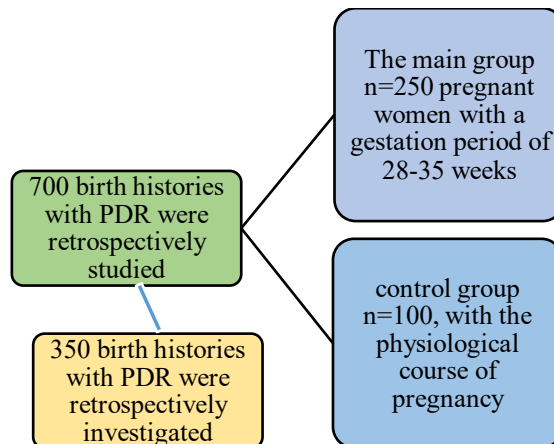 The main group
n=250 pregnant
women with a
gestation period of
28-35 weeks
700 birth histories
with PDR were
retrospectively
studied
control group
n=100, with the
physiological
course of
pregnancy
350 birth histories
with PDR were
retrospectively
investigated